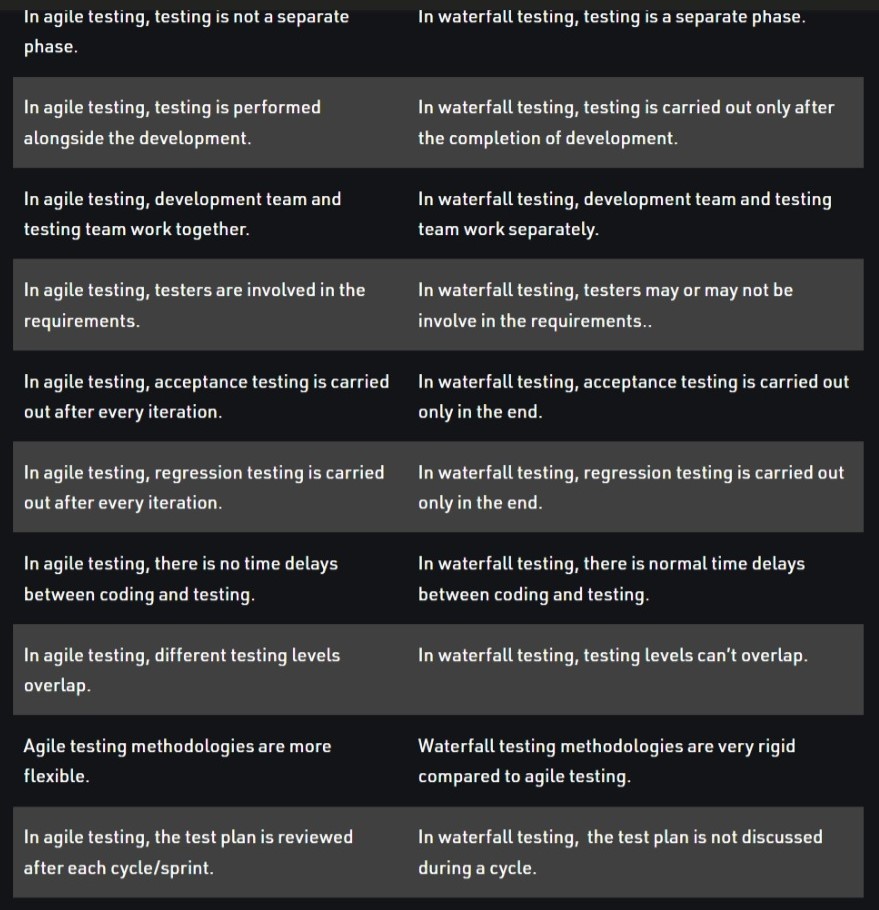 In agile testing, testing is not a separate
phase.
In waterfall testing, testing is a separate phase.
In agile testing, testing is performed
alongside the development.
In waterfall testing, testing is carried out only after
the completion of development.
In agile testing, development team and
testing team work together.
In waterfall testing, development team and testing
team work separately.
In agile testing, testers are involved in the
requirements.
In waterfall testing, testers may or may not be
involve in the requirements..
In agile testing, acceptance testing is carried
out after every iteration.
In waterfall testing, acceptance testing is carried out
only in the end.
In agile testing, regression testing is carried
out after every iteration.
In waterfall testing, regression testing is carried out
only in the end.
In agile testing, there is no time delays
between coding and testing.
In waterfall testing, there is normal time delays
between coding and testing.
In agile testing, different testing levels
overlap.
In waterfall testing, testing levels can’t overlap.
Agile testing methodologies are more
flexible.
Waterfall testing methodologies are very rigid
compared to agile testing.
In agile testing, the test plan is reviewed
after each cycle/sprint.
In waterfall testing,  the test plan is not discussed
during a cycle.